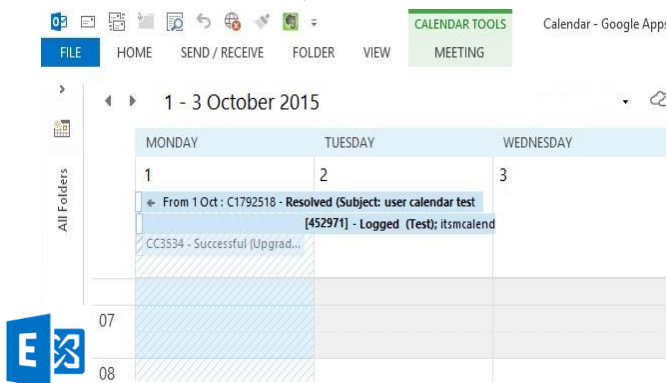 CALENDAR TOOLS Calendar - Google Apps
FILE HOME SEND / RECEIVE FOLDER VIEW MEETING
1 - 3 October 2015
MONDAY TUESDAY WEDNESDAY
1 2 3
← From 1 Oct : C1792518 - Resolved (Subject: user calendar test
[452971] - Logged (Test); itsmcalend
CC3534 - Successful (Upgrad...
All Folders
07
08
E